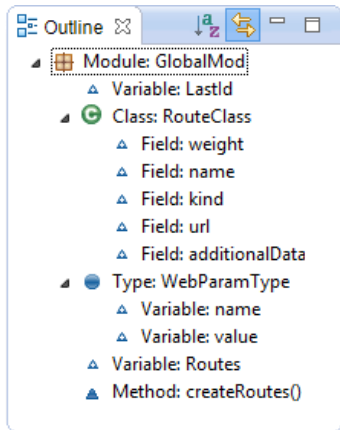 Outline
Module: GlobalMod
Variable: LastId
Class: RouteClass
Field: weight
Field: name
Field: kind
Field: url
Field: additionalData
Type: WebParamType
Variable: name
Variable: value
Variable: Routes
Method: createRoutes()